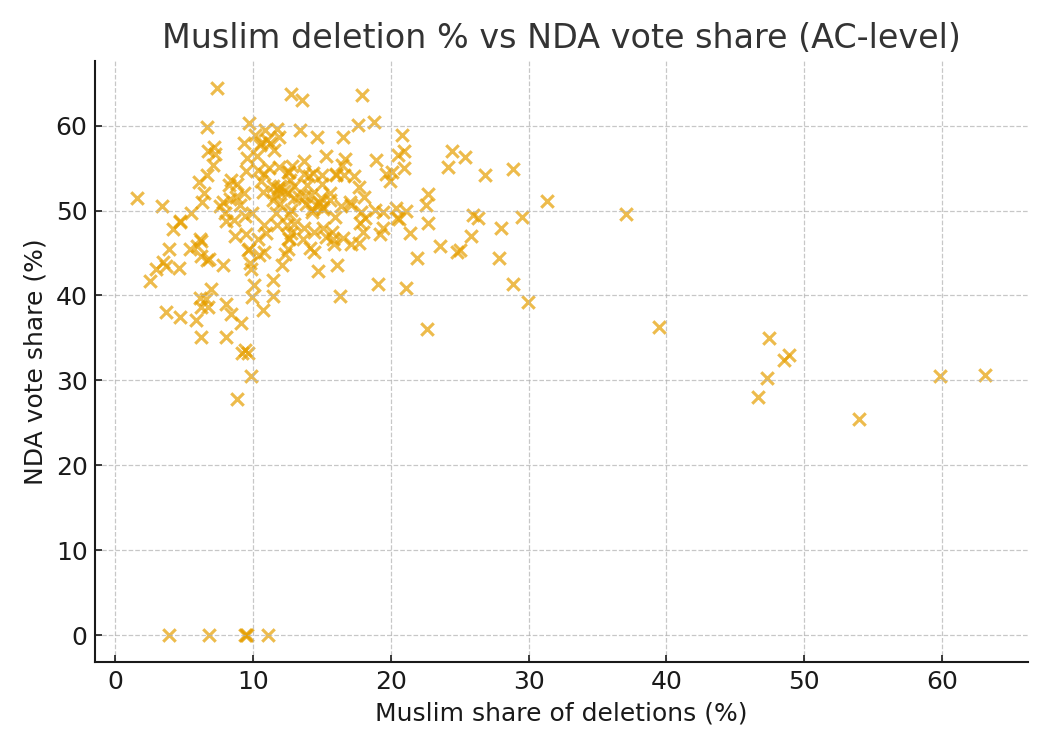 Muslim deletion % vs NDA vote share (AC-level)
NDA vote share (%)
60
50
40
30
20
10
0
0 10 20 30 40 50 60
Muslim share of deletions (%)